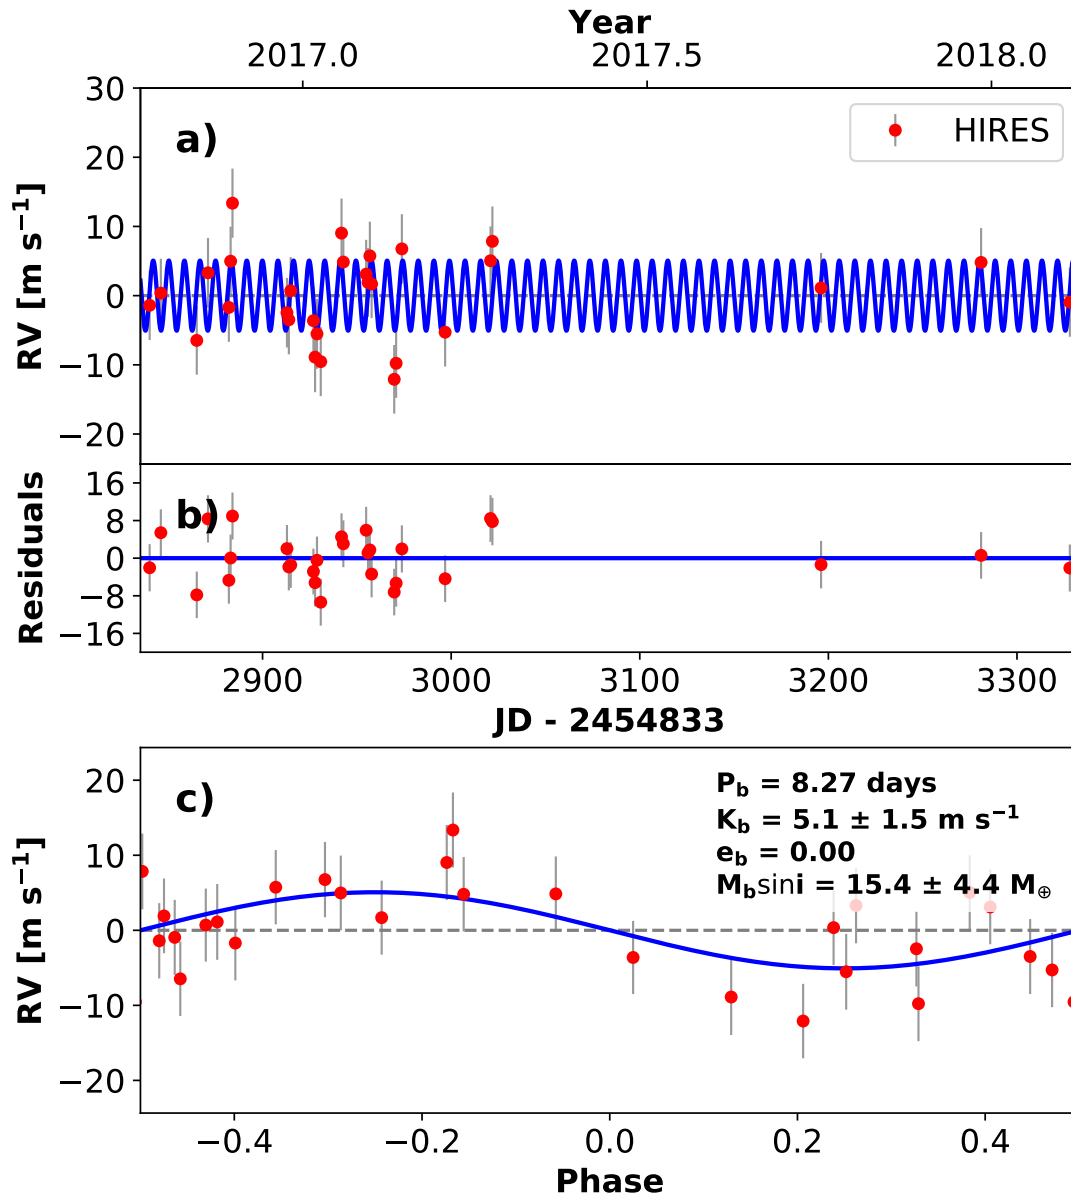 Year
2017.0 2017.5 2018.0
30
20
10
0
−10
−20
RV [m s⁻¹]
a)
HIRES
16
8
0
−8
−16
Residuals
b)
2900 3000 3100 3200 3300
JD - 2454833
20
10
0
−10
−20
RV [m s⁻¹]
c)
P_b = 8.27 days
K_b = 5.1 ± 1.5 m s⁻¹
e_b = 0.00
M_b sin i = 15.4 ± 4.4 M_⊕
−0.4 −0.2 0.0 0.2 0.4
Phase